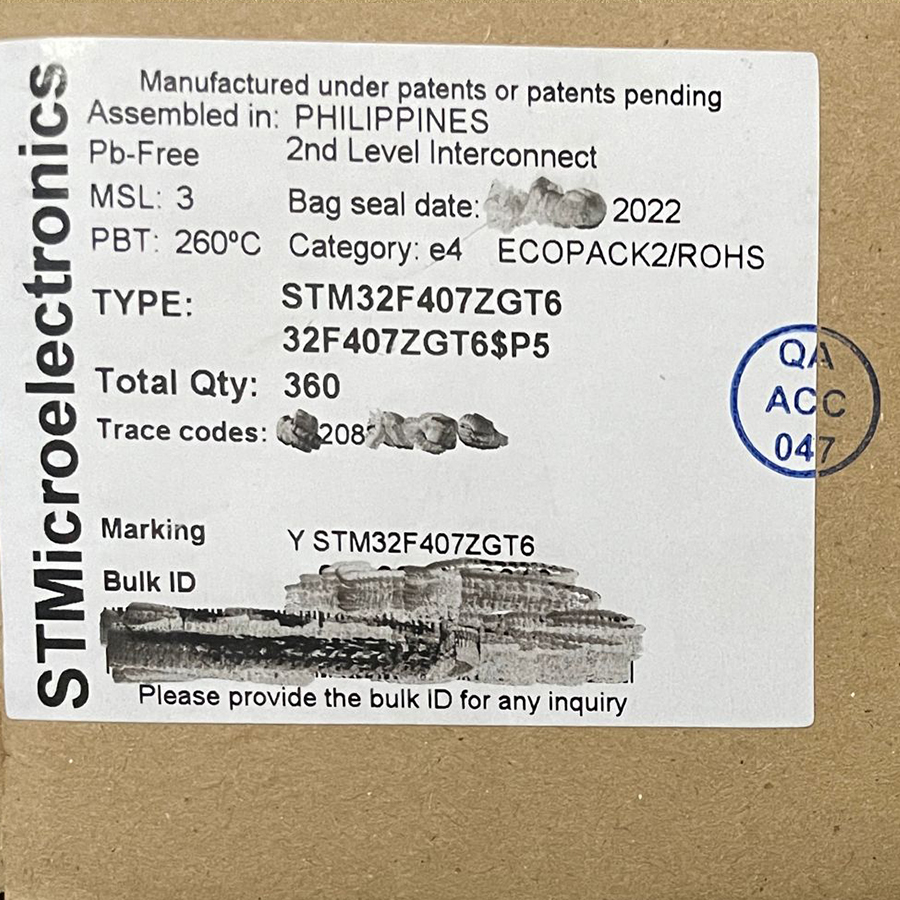 STMicroelectronics
Manufactured under patents or patents pending
Assembled in: PHILIPPINES
Pb-Free 2nd Level Interconnect
MSL: 3 Bag seal date: 2022
PBT: 260ºC Category: e4 ECOPACK2/ROHS
TYPE: STM32F407ZGT6
32F407ZGT6$P5
Total Qty: 360
Trace codes: 208
Marking Y STM32F407ZGT6
Bulk ID
Please provide the bulk ID for any inquiry
QA
ACC
047